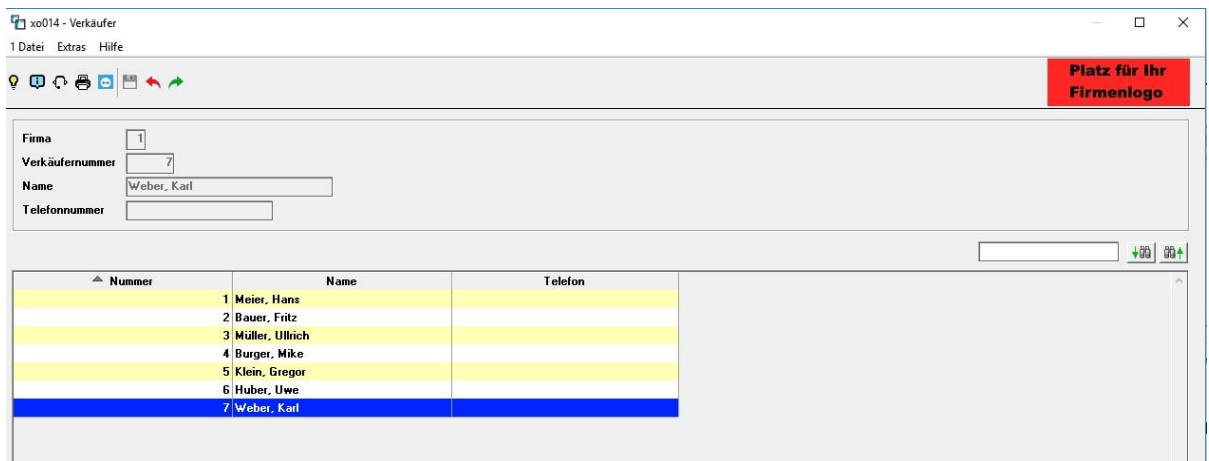 xo014 - Verkäufer
1 Datei Extras Hilfe
Platz für Ihr
Firmenlogo
Firma 1
Verkäufernummer 7
Name Weber, Karl
Telefonnummer
Nummer Name Telefon
1 Meier, Hans
2 Bauer, Fritz
3 Müller, Ullrich
4 Burger, Mike
5 Klein, Gregor
6 Huber, Uwe
7 Weber, Karl